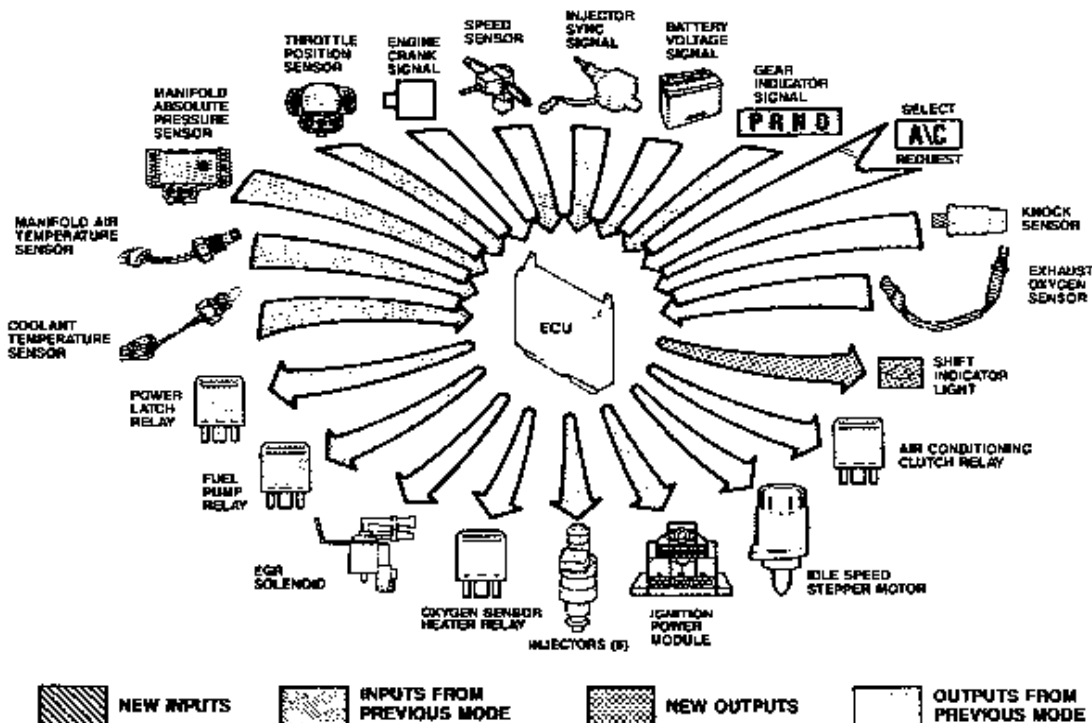 THROTTLE
POSITION
SENSOR
ENGINE
CRANK
SIGNAL
SPEED
SENSOR
INJECTOR
SYNC
SIGNAL
BATTERY
VOLTAGE
SIGNAL
GEAR
INDICATOR
SIGNAL
P R N D
SELECT
A\C
REQUEST
MANIFOLD
ABSOLUTE
PRESSURE
SENSOR
MANIFOLD AIR
TEMPERATURE
SENSOR
COOLANT
TEMPERATURE
SENSOR
KNOCK
SENSOR
EXHAUST
OXYGEN
SENSOR
ECU
SHIFT
INDICATOR
LIGHT
POWER
LATCH
RELAY
AIR CONDITIONING
CLUTCH RELAY
FUEL
PUMP
RELAY
EGR
SOLENOID
OXYGEN SENSOR
HEATER RELAY
INJECTORS (6)
IGNITION
POWER
MODULE
IDLE SPEED
STEPPER MOTOR
NEW INPUTS
INPUTS FROM
PREVIOUS MODE
NEW OUTPUTS
OUTPUTS FROM
PREVIOUS MODE